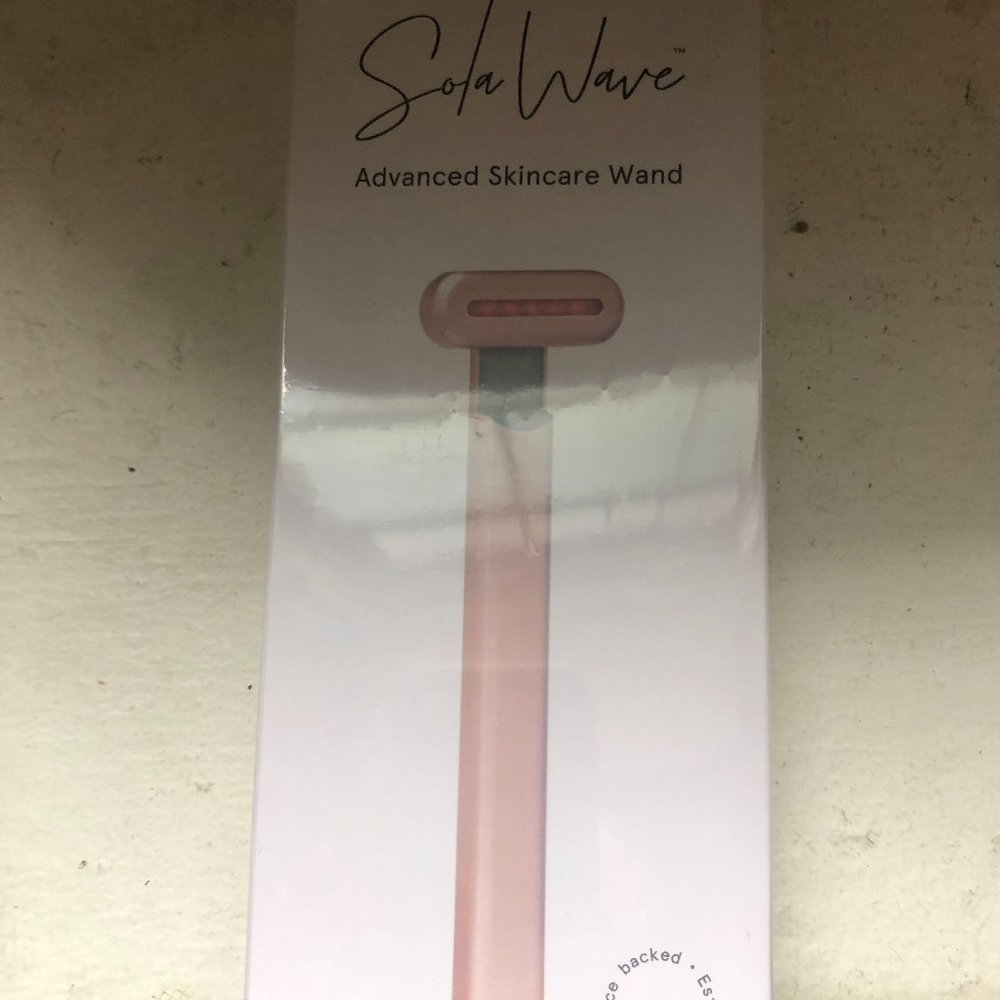 Sola Wave™
Advanced Skincare Wand
backed •